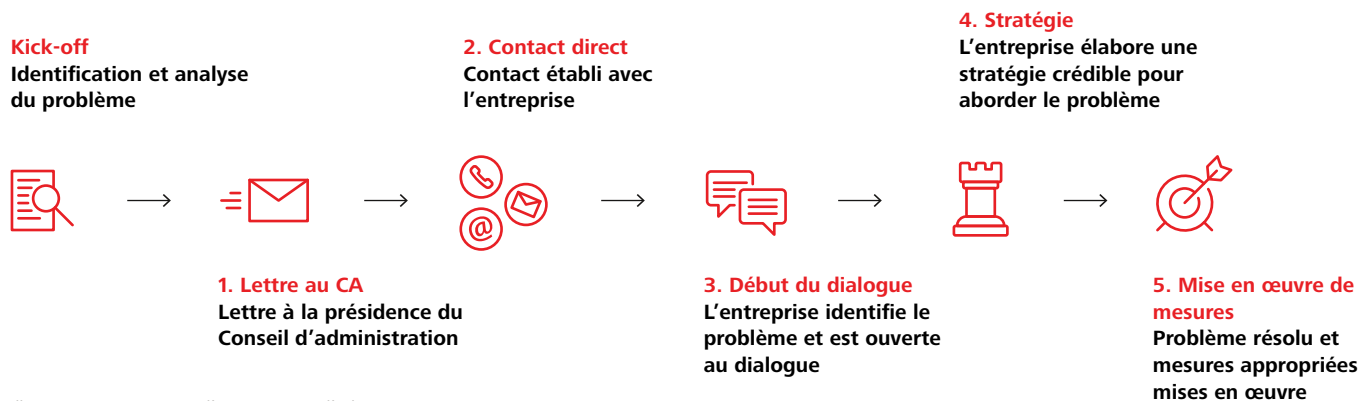 Kick-off
Identification et analyse
du problème
1. Lettre au CA
Lettre à la présidence du
Conseil d’administration
2. Contact direct
Contact établi avec
l’entreprise
3. Début du dialogue
L’entreprise identifie le
problème et est ouverte
au dialogue
4. Stratégie
L’entreprise élabore une
stratégie crédible pour
aborder le problème
5. Mise en œuvre de
mesures
Problème résolu et
mesures appropriées
mises en œuvre